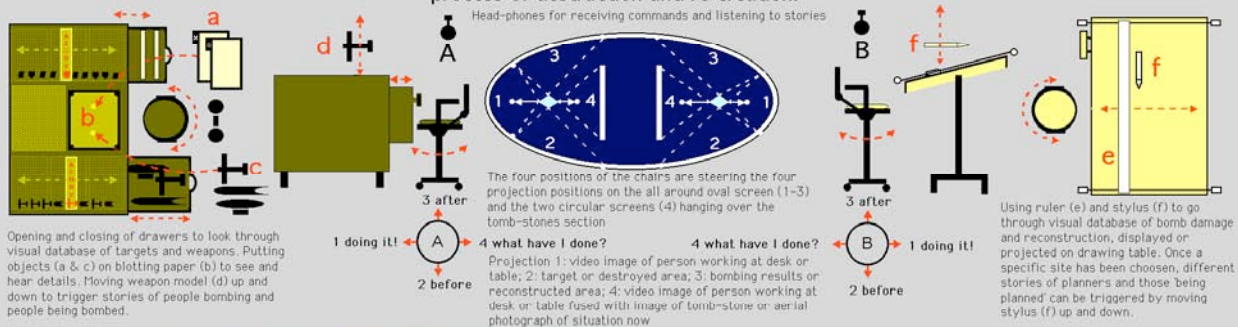 Head-phones for receiving commands and listening to stories
a
b
c
d
A
1
2
3
4
4
3
2
1
B
f
e
f
Opening and closing of drawers to look through
visual database of targets and weapons. Putting
objects (a & c) on blotting paper (b) to see and
hear details. Moving weapon model (d) up and
down to trigger stories of people bombing and
people being bombed.
3 after
1 doing it!
A
4 what have I done?
2 before
The four positions of the chairs are steering the four
projection positions on the all around oval screen (1-3)
and the two circular screens (4) hanging over the
tomb-stones section
Projection 1: video image of person working at desk or
table; 2: target or destroyed area; 3: bombing results or
reconstructed area; 4: video image of person working at
desk or table fused with image of tomb-stone or aerial
photograph of situation now
3 after
4 what have I done?
B
1 doing it!
2 before
Using ruler (e) and stylus (f) to go
through visual database of bomb damage
and reconstruction, displayed or
projected on drawing table. Once a
specific site has been choosen, different
stories of planners and those 'being
planned' can be triggered by moving
stylus (f) up and down.